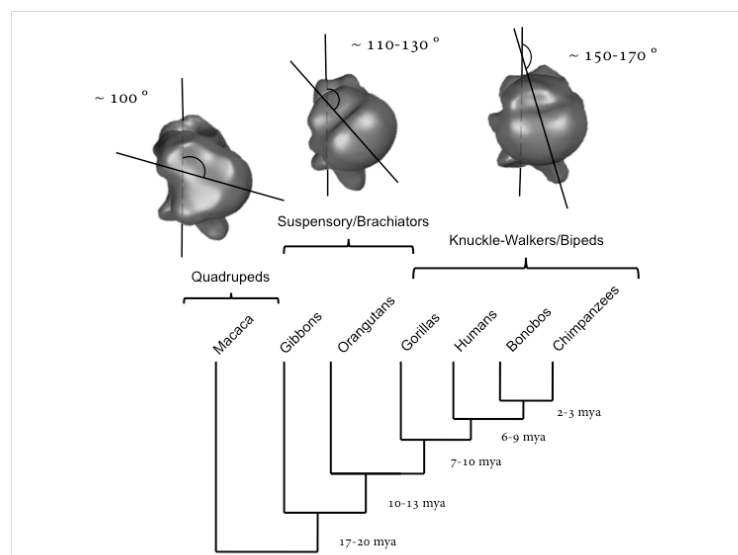 ~ 100 °
~ 110-130 °
~ 150-170 °
Suspensory/Brachiators
Knuckle-Walkers/Bipeds
Quadrupeds
Macaca
Gibbons
Orangutans
Gorillas
Humans
Bonobos
Chimpanzees
2-3 mya
6-9 mya
7-10 mya
10-13 mya
17-20 mya